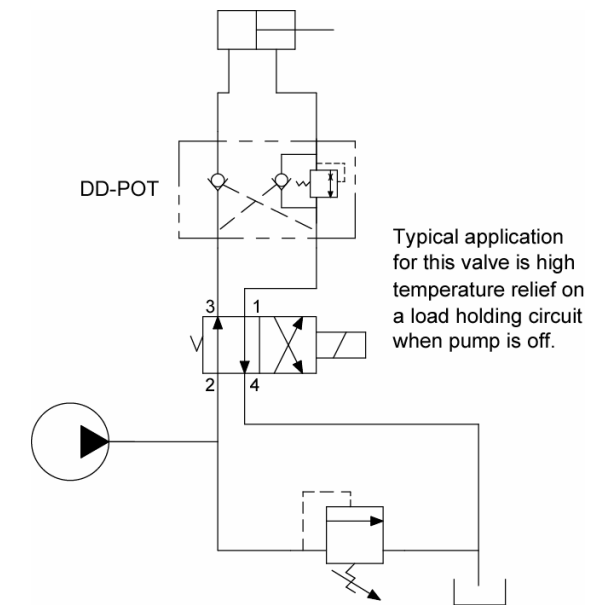 DD-POT
Typical application
for this valve is high
temperature relief on
a load holding circuit
when pump is off.
3 1
2 4